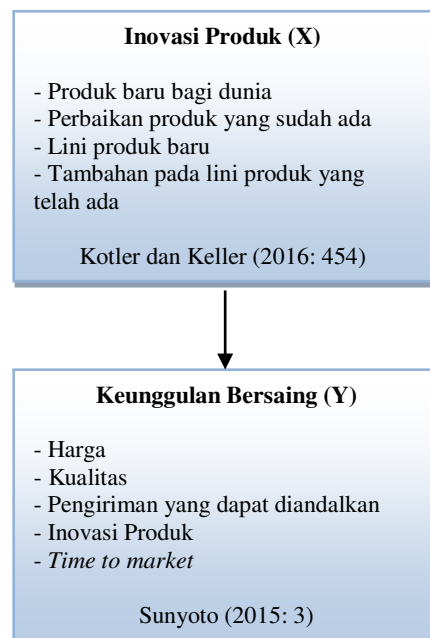 Inovasi Produk (X)
- Produk baru bagi dunia
- Perbaikan produk yang sudah ada
- Lini produk baru
- Tambahan pada lini produk yang
telah ada
Kotler dan Keller (2016: 454)
Keunggulan Bersaing (Y)
- Harga
- Kualitas
- Pengiriman yang dapat diandalkan
- Inovasi Produk
- Time to market
Sunyoto (2015: 3)